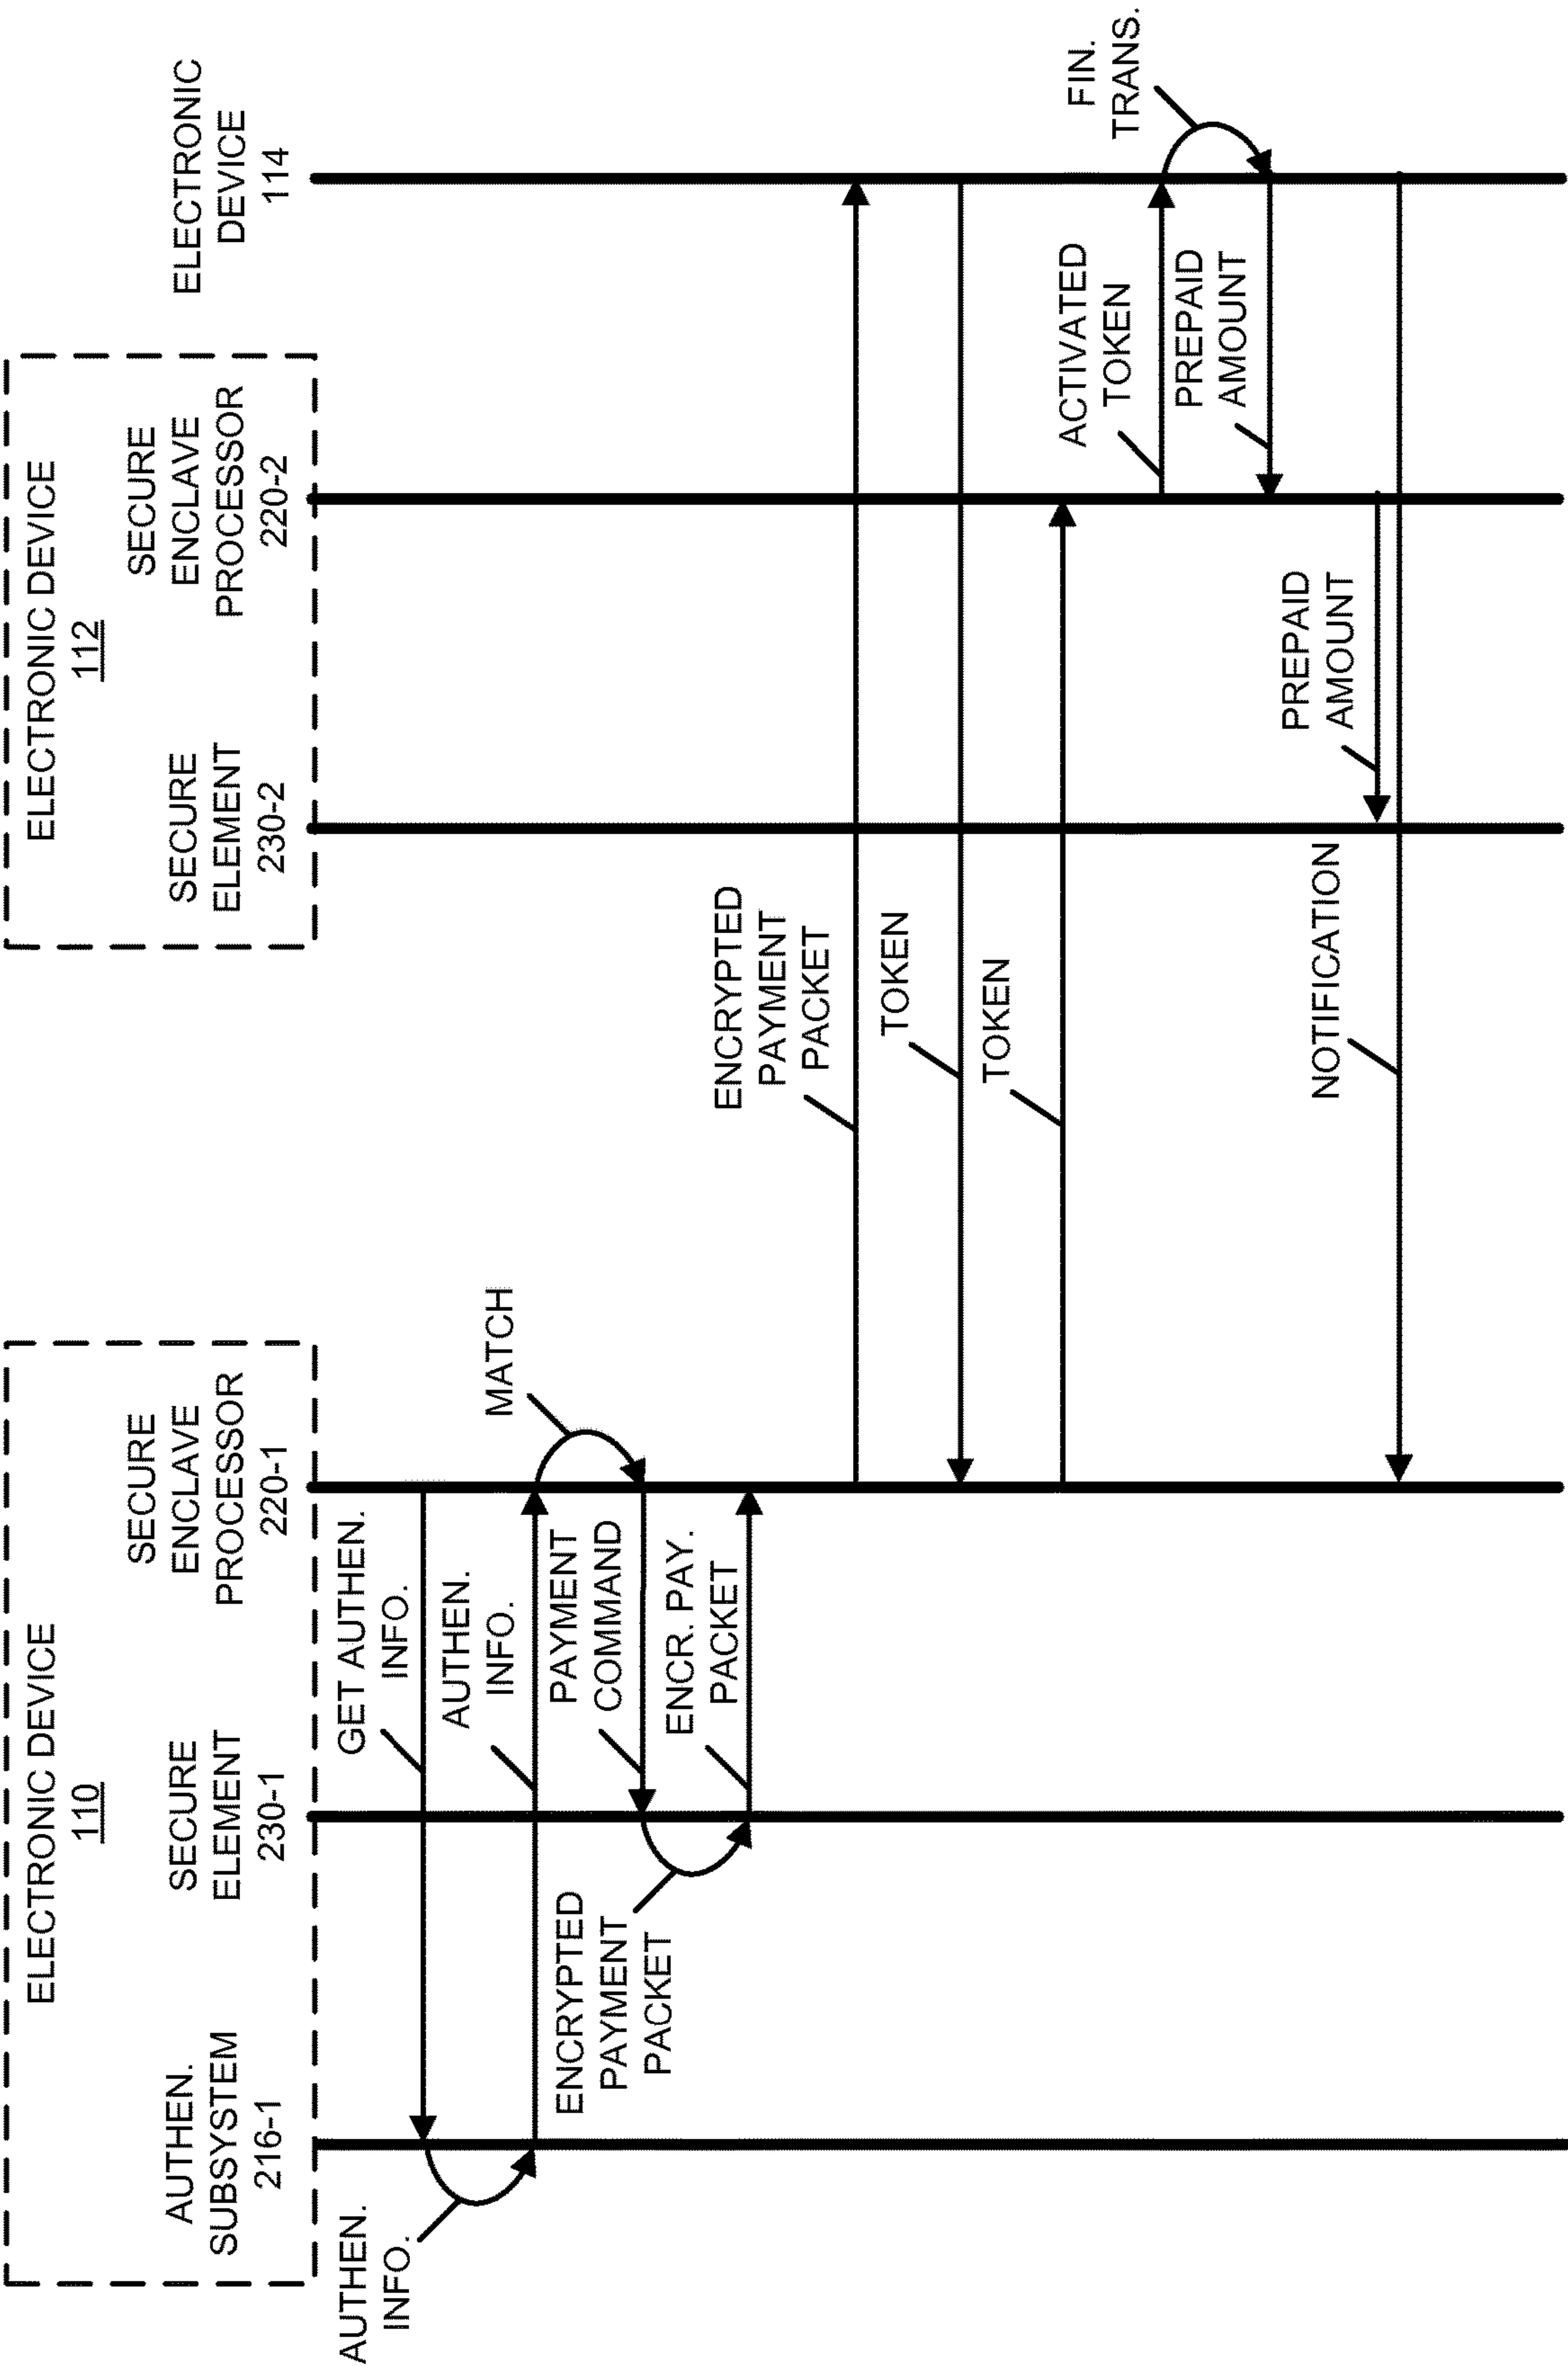 ELECTRONIC DEVICE
110
AUTHEN.
SUBSYSTEM
216-1
SECURE
ELEMENT
230-1
SECURE
ENCLAVE
PROCESSOR
220-1
ELECTRONIC DEVICE
112
SECURE
ELEMENT
230-2
SECURE
ENCLAVE
PROCESSOR
220-2
ELECTRONIC
DEVICE
114
GET AUTHEN.
INFO.
AUTHEN.
INFO.
AUTHEN.
INFO.
MATCH
PAYMENT
COMMAND
ENCRYPTED
PAYMENT
PACKET
ENCR. PAY.
PACKET
ENCRYPTED
PAYMENT
PACKET
TOKEN
TOKEN
ACTIVATED
TOKEN
FIN.
TRANS.
PREPAID
AMOUNT
PREPAID
AMOUNT
NOTIFICATION